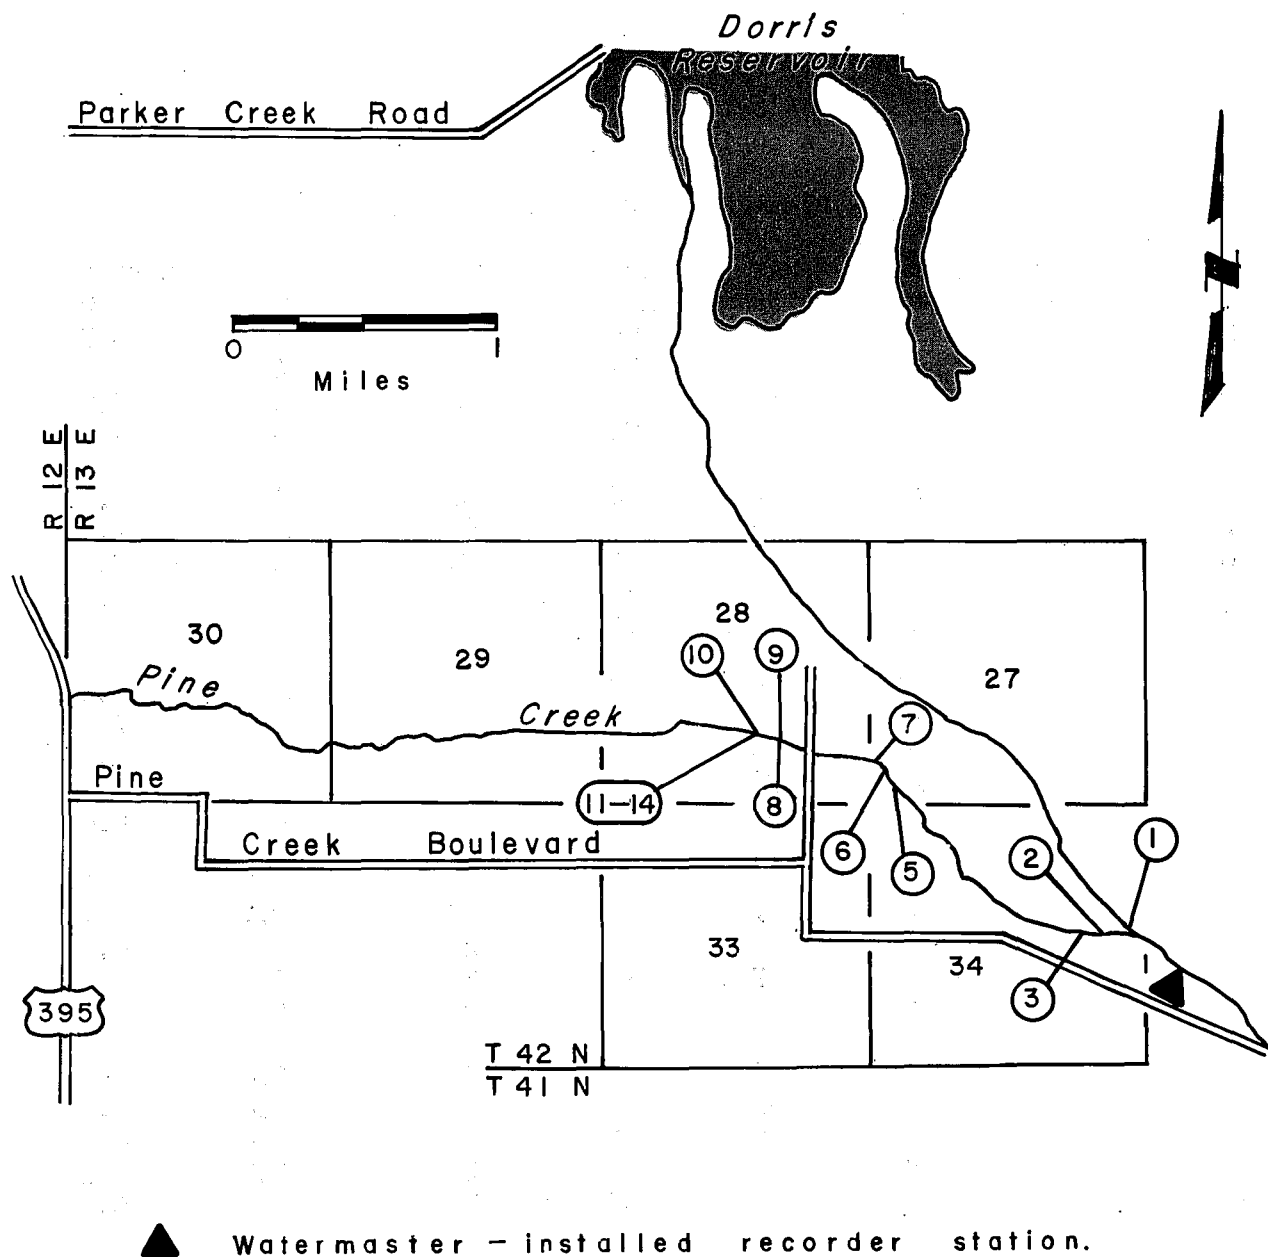 Dorris
Reservoir
Parker Creek Road
N
0 1
Miles
R 12 E
R 13 E
30
29
28
27
10
9
7
Pine
Creek
Pine
11-14
8
6
5
2
1
Creek Boulevard
33
34
3
395
T 42 N
T 41 N
Watermaster - installed recorder station.